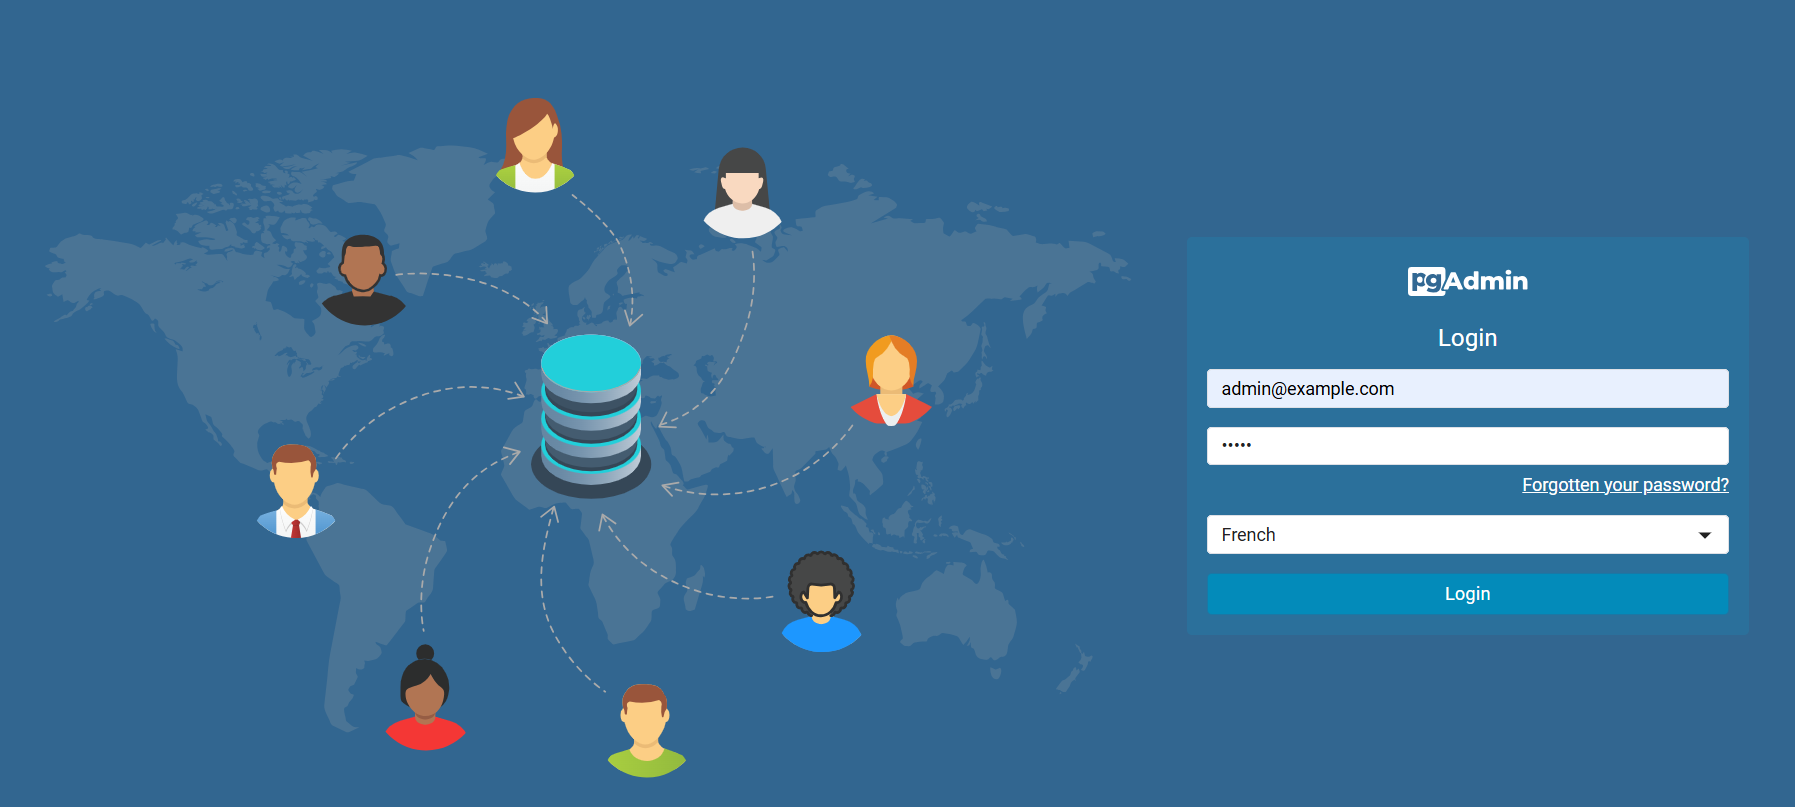 pgAdmin
Login
admin@example.com
•••••
Forgotten your password?
French
Login